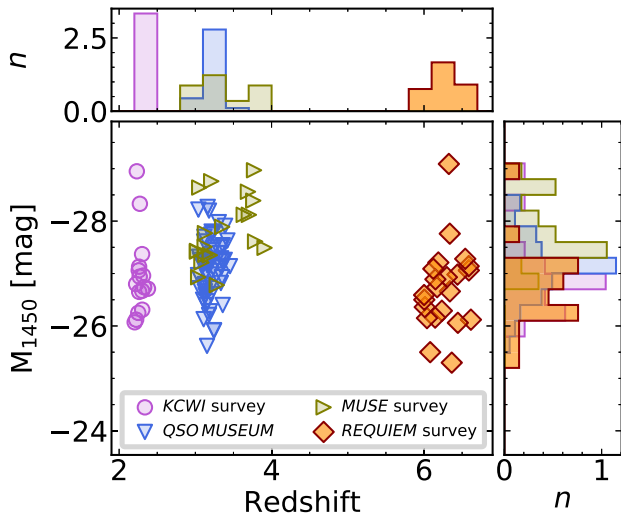 n
2.5
0.0
M1450 [mag]
−28
−26
−24
KCWI survey
MUSE survey
QSO MUSEUM
REQUIEM survey
2
4
6
0
1
Redshift
n